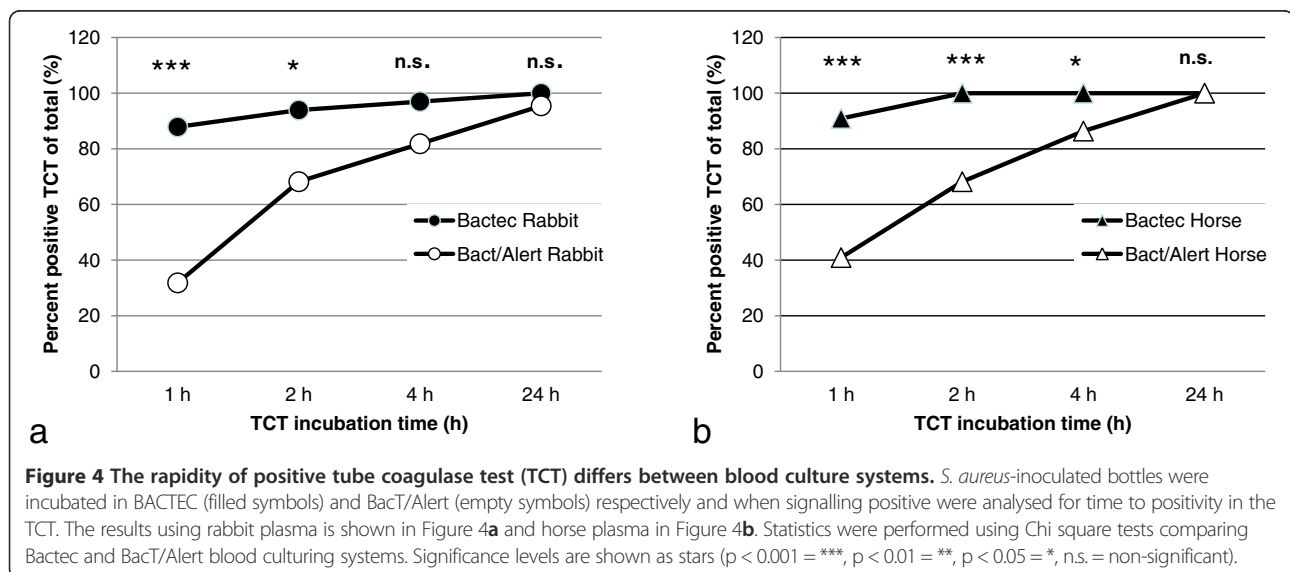 120
100
80
60
40
20
0
Percent positive TCT of total (%)
*** * n.s. n.s.
Bactec Rabbit
Bact/Alert Rabbit
1 h 2 h 4 h 24 h
TCT incubation time (h)
a
120
100
80
60
40
20
0
Percent positive TCT of total (%)
*** *** * n.s.
Bactec Horse
Bact/Alert Horse
1 h 2 h 4 h 24 h
TCT incubation time (h)
b
Figure 4 The rapidity of positive tube coagulase test (TCT) differs between blood culture systems. S. aureus-inoculated bottles were
incubated in BACTEC (filled symbols) and BacT/Alert (empty symbols) respectively and when signalling positive were analysed for time to positivity in the
TCT. The results using rabbit plasma is shown in Figure 4a and horse plasma in Figure 4b. Statistics were performed using Chi square tests comparing
Bactec and BacT/Alert blood culturing systems. Significance levels are shown as stars (p < 0.001 = ***, p < 0.01 = **, p < 0.05 = *, n.s. = non-significant).